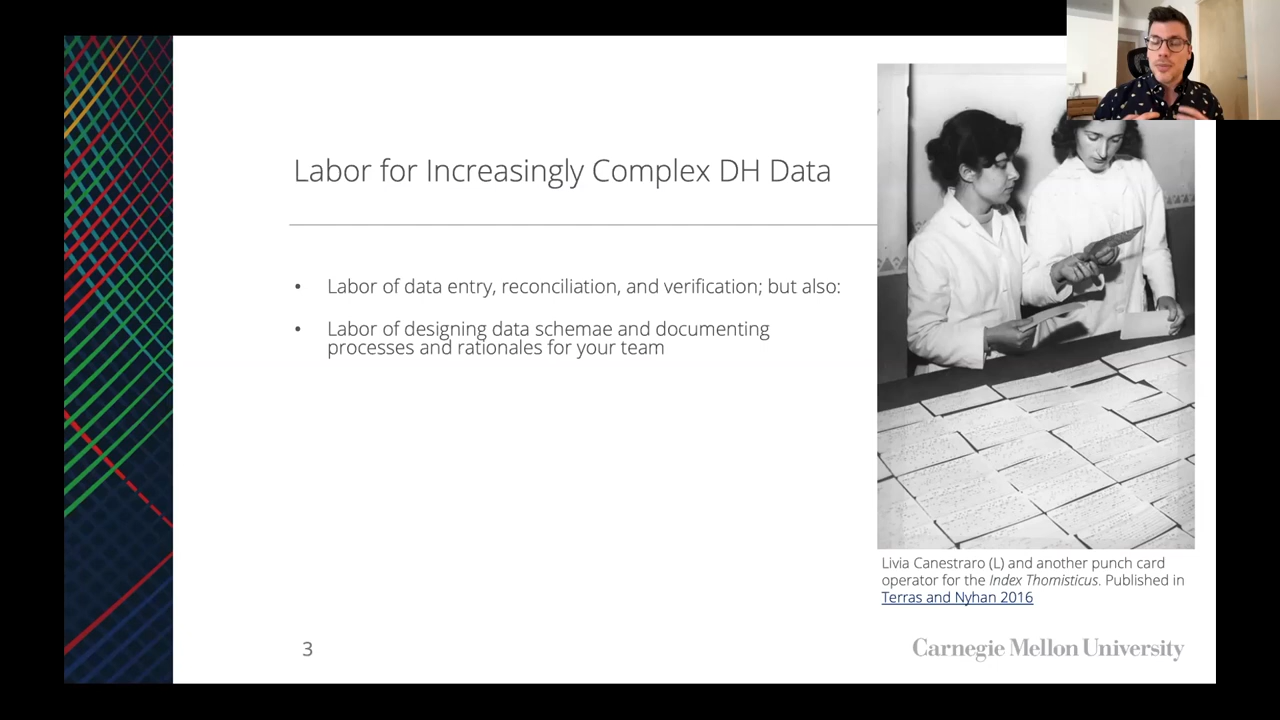 Labor for Increasingly Complex DH Data
• Labor of data entry, reconciliation, and verification; but also:
• Labor of designing data schemae and documenting
processes and rationales for your team
Livia Canestraro (L) and another punch card
operator for the Index Thomisticus. Published in
Terras and Nyhan 2016
3
Carnegie Mellon University